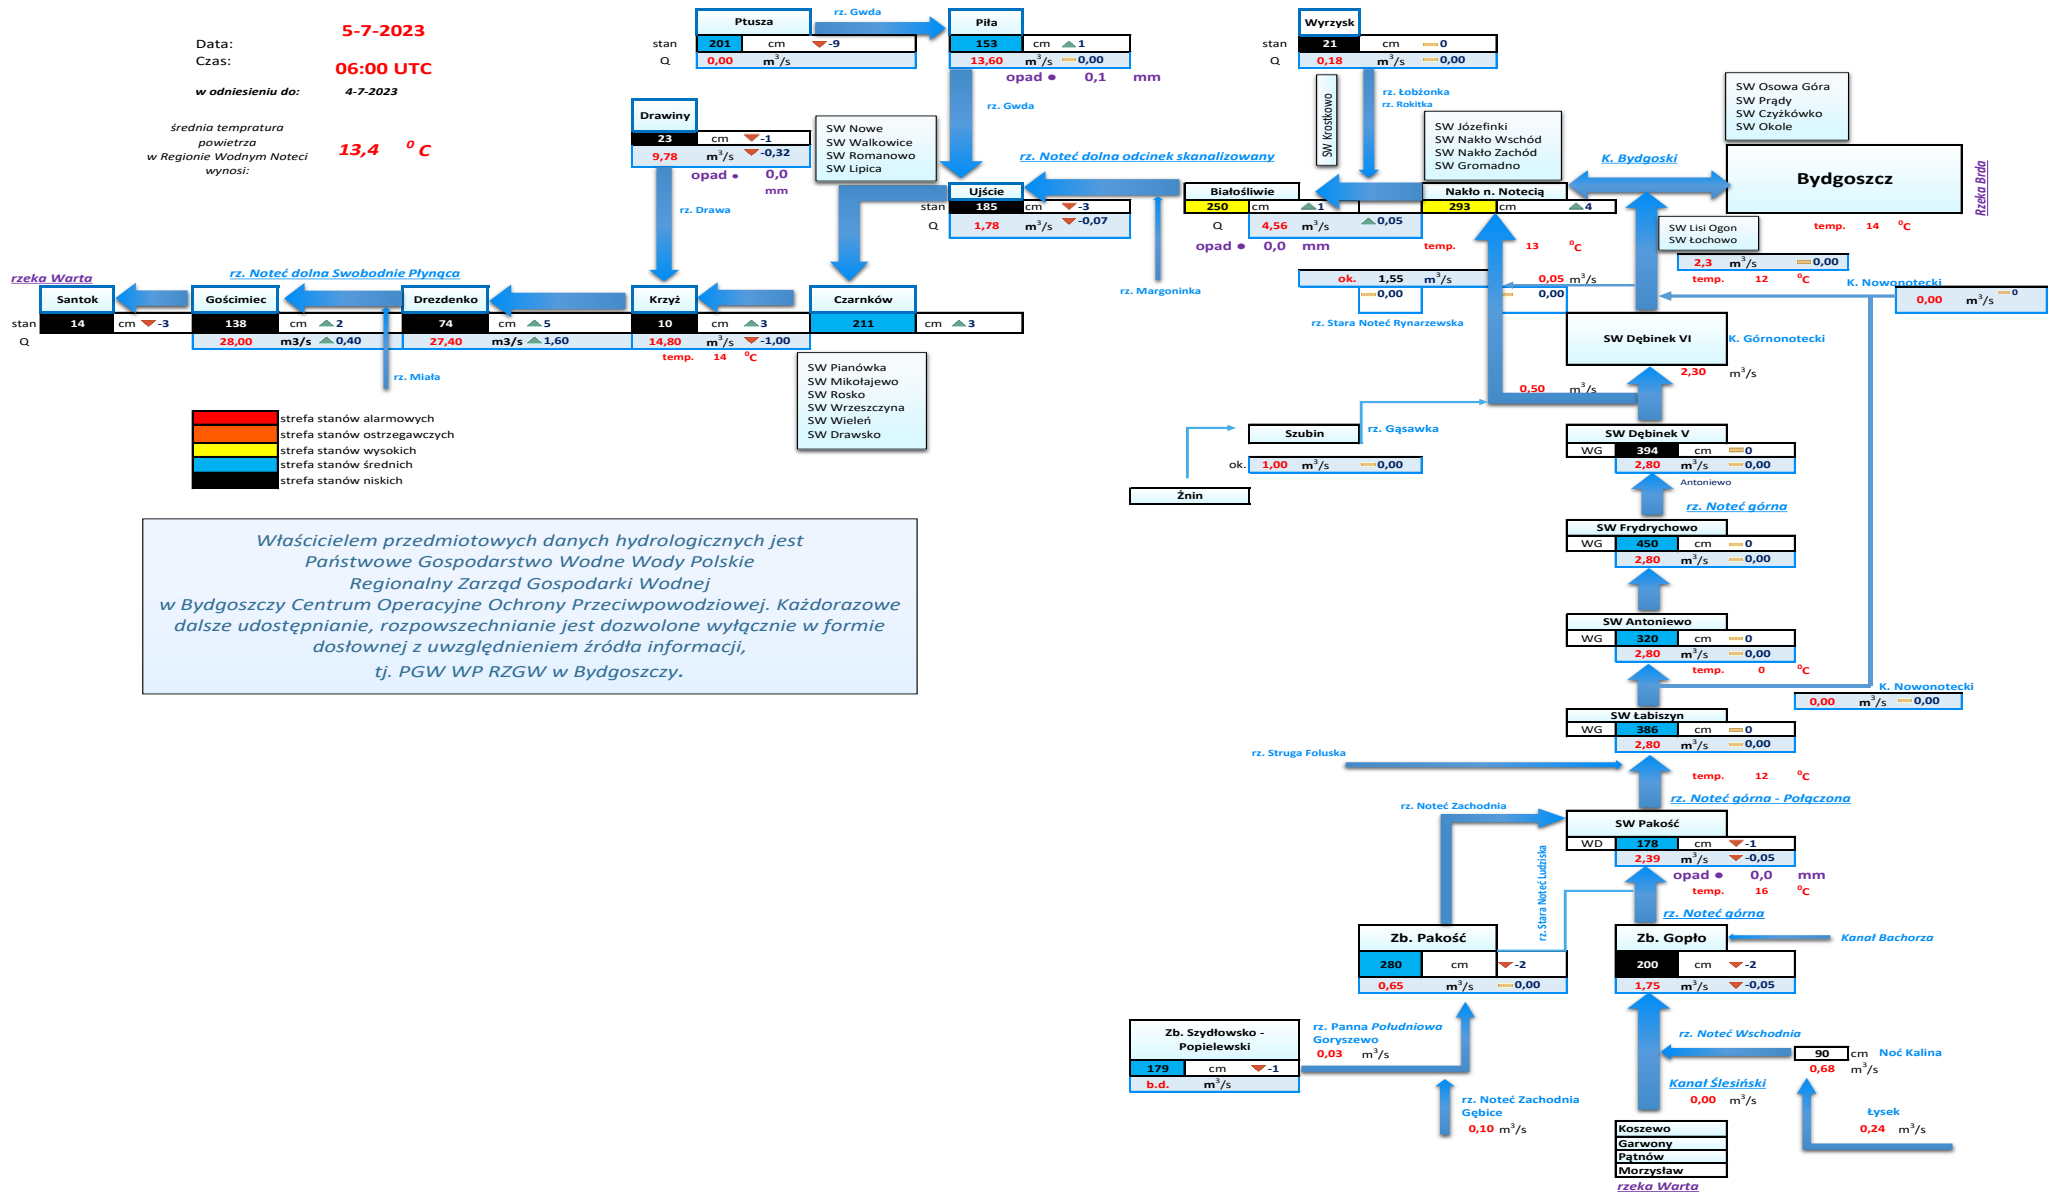 Data:
5-7-2023
Czas:
06:00 UTC
w odniesieniu do:
4-7-2023
średnia tempratura
powietrza
w Regionie Wodnym Noteci
wynosi:
13,4 ⁰ C
Ptusza
stan 201 cm -9
Q 0,00 m³/s
rz. Gwda
Piła
153 cm 1
13,60 m³/s 0,00
opad • 0,1 mm
rz. Gwda
Wyrzysk
stan 21 cm 0
Q 0,18 m³/s 0,00
SW Krostkowo
rz. Łobżonka
rz. Rokitka
Drawiny
23 cm -1
9,78 m³/s -0,32
opad • 0,0
mm
rz. Drawa
SW Nowe
SW Walkowice
SW Romanowo
SW Lipica
rz. Noteć dolna odcinek skanalizowany
SW Józefinki
SW Nakło Wschód
SW Nakło Zachód
SW Gromadno
SW Osowa Góra
SW Prądy
SW Czyżkówko
SW Okole
K. Bydgoski
Bydgoszcz
Rzeka Brda
temp. 14 ⁰C
Ujście
stan 185 cm -3
Q 1,78 m³/s -0,07
Białośliwie
250 cm 1
Q 4,56 m³/s 0,05
opad • 0,0 mm
Nakło n. Notecią
293 cm 4
temp. 13 ⁰C
SW Lisi Ogon
SW Łochowo
2,3 m³/s 0,00
temp. 12 ⁰C
K. Nowonotecki
0,00 m³/s 0
rz. Margoninka
ok. 1,55 m³/s
0,00
rz. Stara Noteć Rynarzewska
0,05 m³/s
0,00
rzeka Warta
rz. Noteć dolna Swobodnie Płynąca
Santok
stan 14 cm -3
Q
Gościmiec
138 cm 2
28,00 m3/s 0,40
Drezdenko
74 cm 5
27,40 m3/s 1,60
Krzyż
10 cm 3
14,80 m³/s -1,00
temp. 14 ⁰C
Czarnków
211 cm 3
rz. Miała
SW Pianówka
SW Mikołajewo
SW Rosko
SW Wrzeszczyna
SW Wieleń
SW Drawsko
strefa stanów alarmowych
strefa stanów ostrzegawczych
strefa stanów wysokich
strefa stanów średnich
strefa stanów niskich
SW Dębinek VI
K. Górnonotecki
2,30 m³/s
0,50 m³/s
Szubin
rz. Gąsawka
ok. 1,00 m³/s 0,00
Żnin
SW Dębinek V
WG 394 cm 0
2,80 m³/s 0,00
Antoniewo
rz. Noteć górna
SW Frydrychowo
WG 450 cm 0
2,80 m³/s 0,00
SW Antoniewo
WG 320 cm 0
2,80 m³/s 0,00
temp. 0 ⁰C
K. Nowonotecki
0,00 m³/s 0,00
SW Łabiszyn
WG 386 cm 0
2,80 m³/s 0,00
rz. Struga Foluska
temp. 12 ⁰C
rz. Noteć górna - Połączona
Właścicielem przedmiotowych danych hydrologicznych jest
Państwowe Gospodarstwo Wodne Wody Polskie
Regionalny Zarząd Gospodarki Wodnej
w Bydgoszczy Centrum Operacyjne Ochrony Przeciwpowodziowej. Każdorazowe
dalsze udostępnianie, rozpowszechnianie jest dozwolone wyłącznie w formie
dosłownej z uwzględnieniem źródła informacji,
tj. PGW WP RZGW w Bydgoszczy.
rz. Noteć Zachodnia
SW Pakość
WD 178 cm -1
2,39 m³/s -0,05
opad • 0,0 mm
temp. 16 ⁰C
rz. Stara Noteć Ludziska
rz. Noteć górna
Zb. Pakość
280 cm -2
0,65 m³/s 0,00
Zb. Gopło
200 cm -2
1,75 m³/s -0,05
Kanał Bachorza
Zb. Szydłowsko -
Popielewski
179 cm -1
b.d. m³/s
rz. Panna Południowa
Goryszewo
0,03 m³/s
rz. Noteć Zachodnia
Gębice
0,10 m³/s
rz. Noteć Wschodnia
90 cm Noć Kalina
0,68 m³/s
Kanał Ślesiński
0,00 m³/s
Łysek
0,24 m³/s
Koszewo
Garwony
Pątnów
Morzysław
rzeka Warta